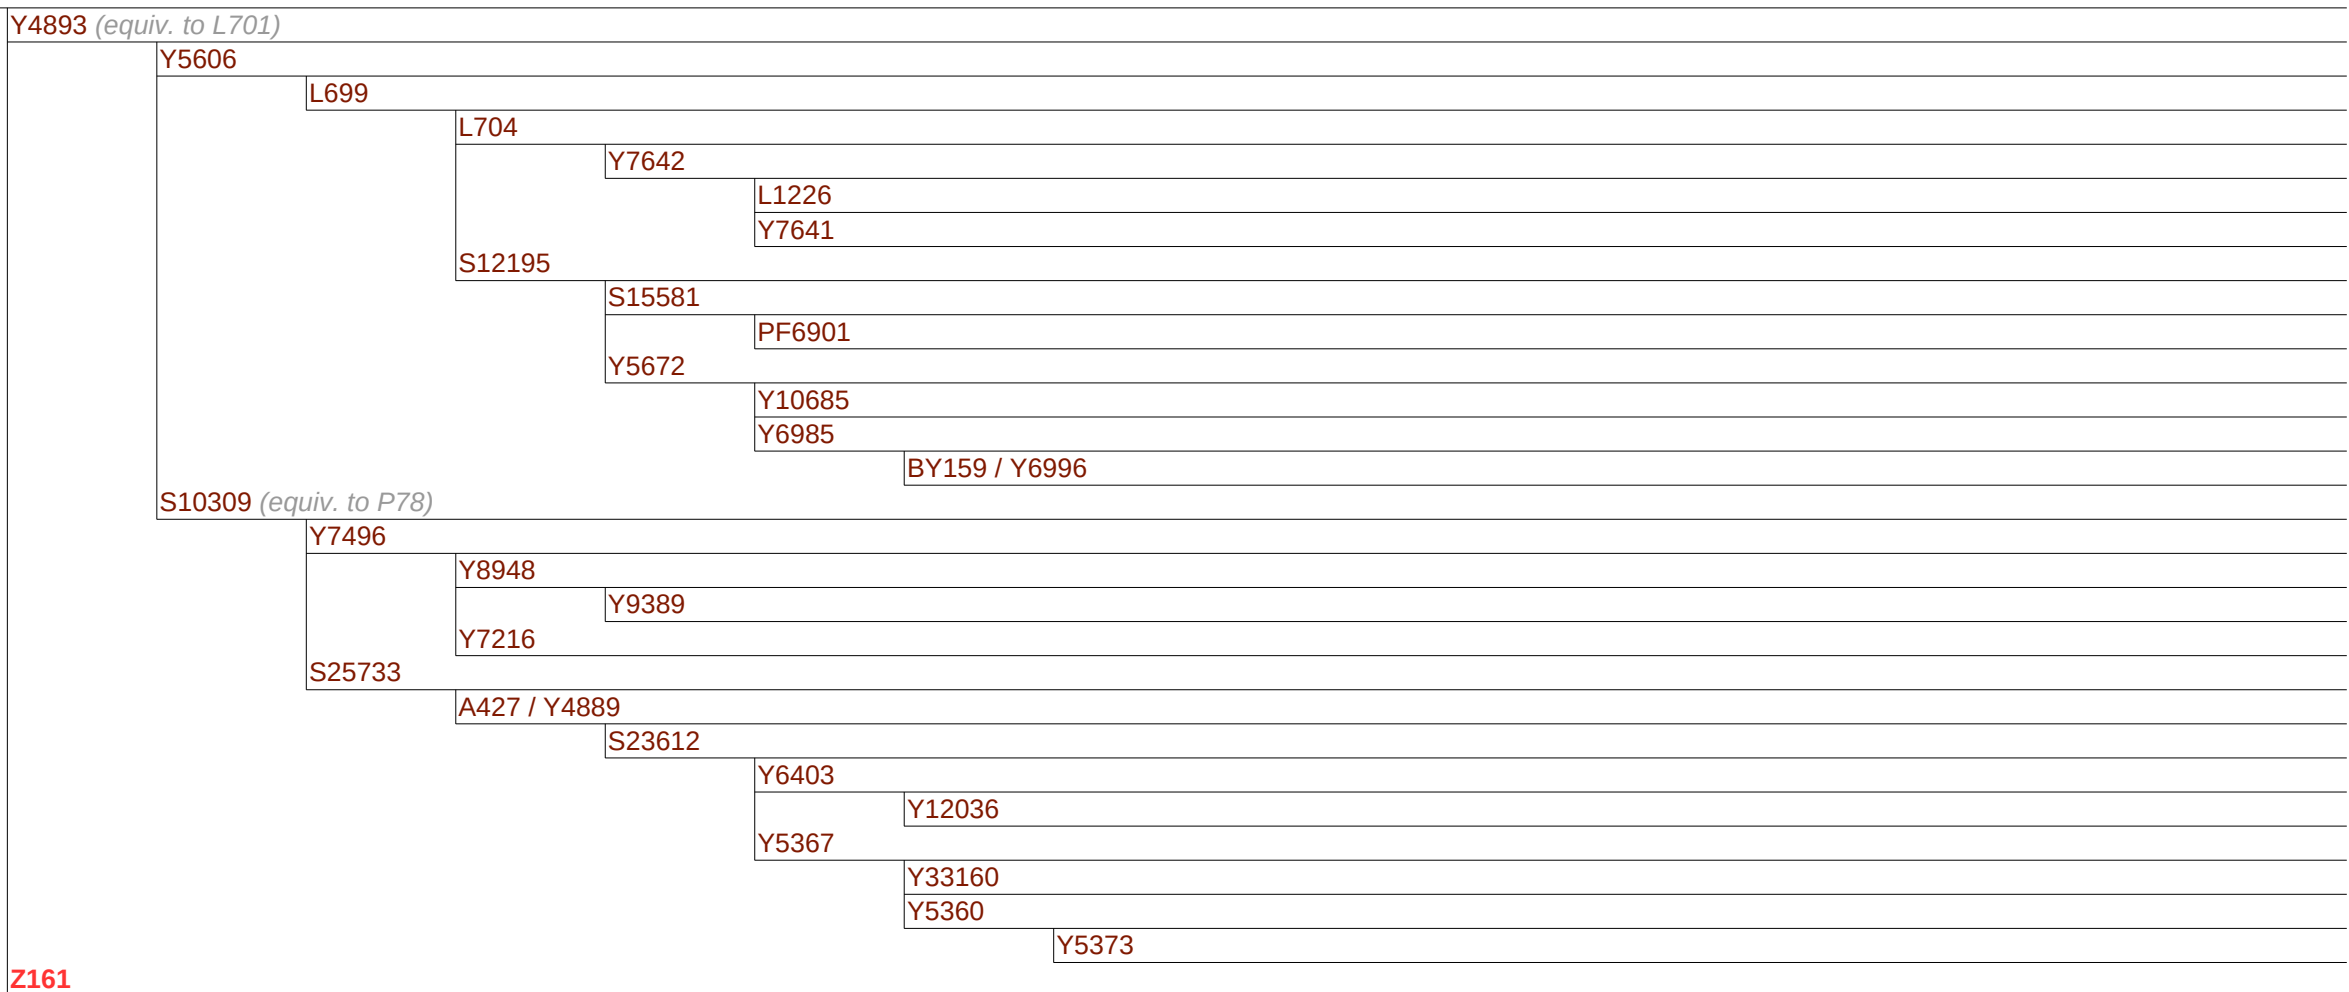 Y4893 (equiv. to L701)
Y5606
L699
L704
Y7642
L1226
Y7641
S12195
S15581
PF6901
Y5672
Y10685
Y6985
BY159 / Y6996
S10309 (equiv. to P78)
Y7496
Y8948
Y9389
Y7216
S25733
A427 / Y4889
S23612
Y6403
Y12036
Y5367
Y33160
Y5360
Y5373
Z161